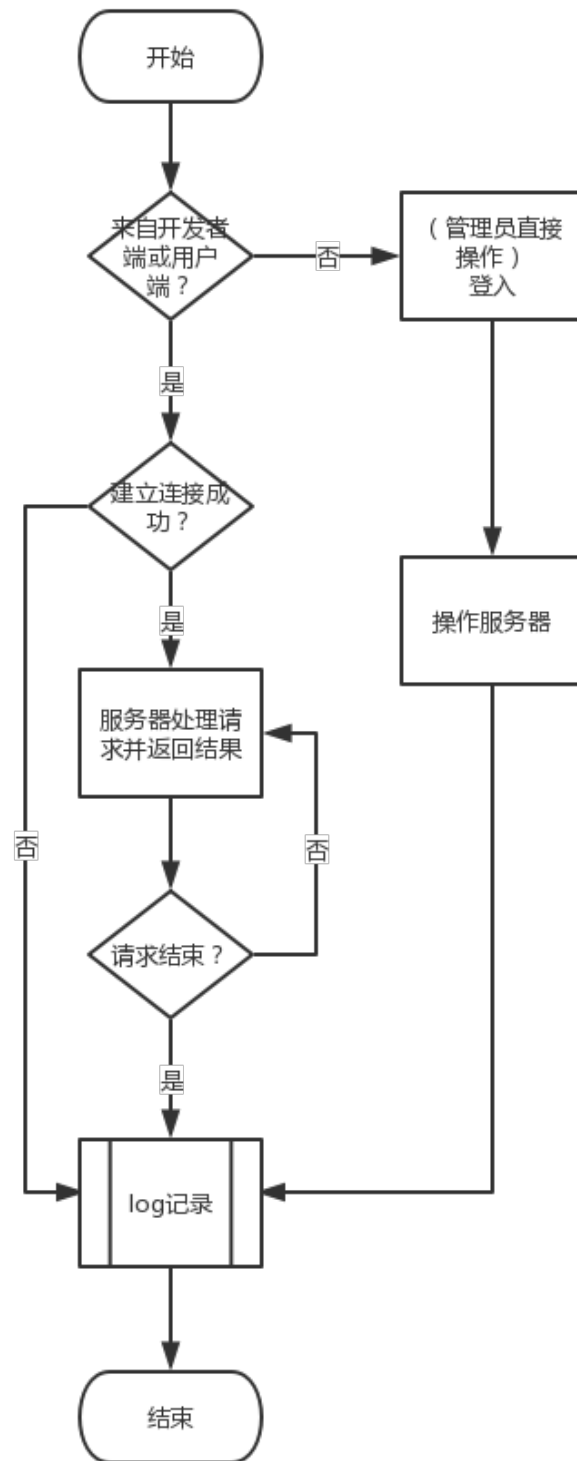 开始
来自开发者
端或用户
端？
否
（管理员直接
操作）
登入
是
建立连接成
功？
是
操作服务器
服务器处理请
求并返回结果
否
否
请求结束？
是
log记录
结束